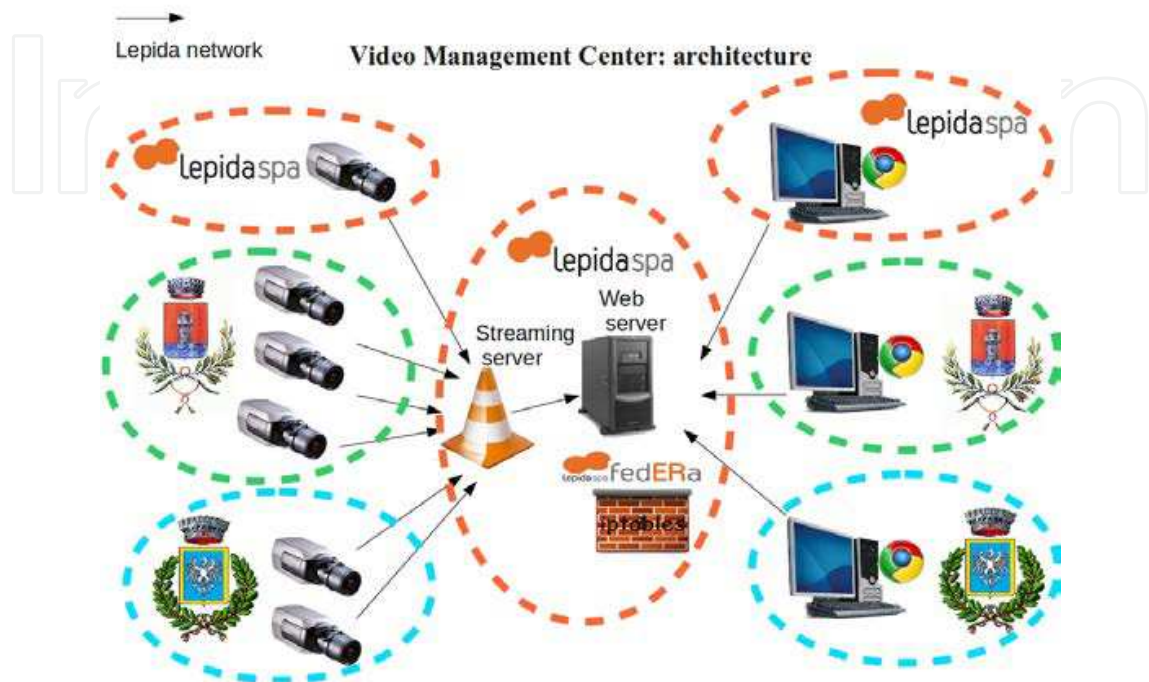 Lepida network
Video Management Center: architecture
lepidaspa
lepidaspa
lepidaspa
Web
server
Streaming
server
lepidaspa fedERa
iptables